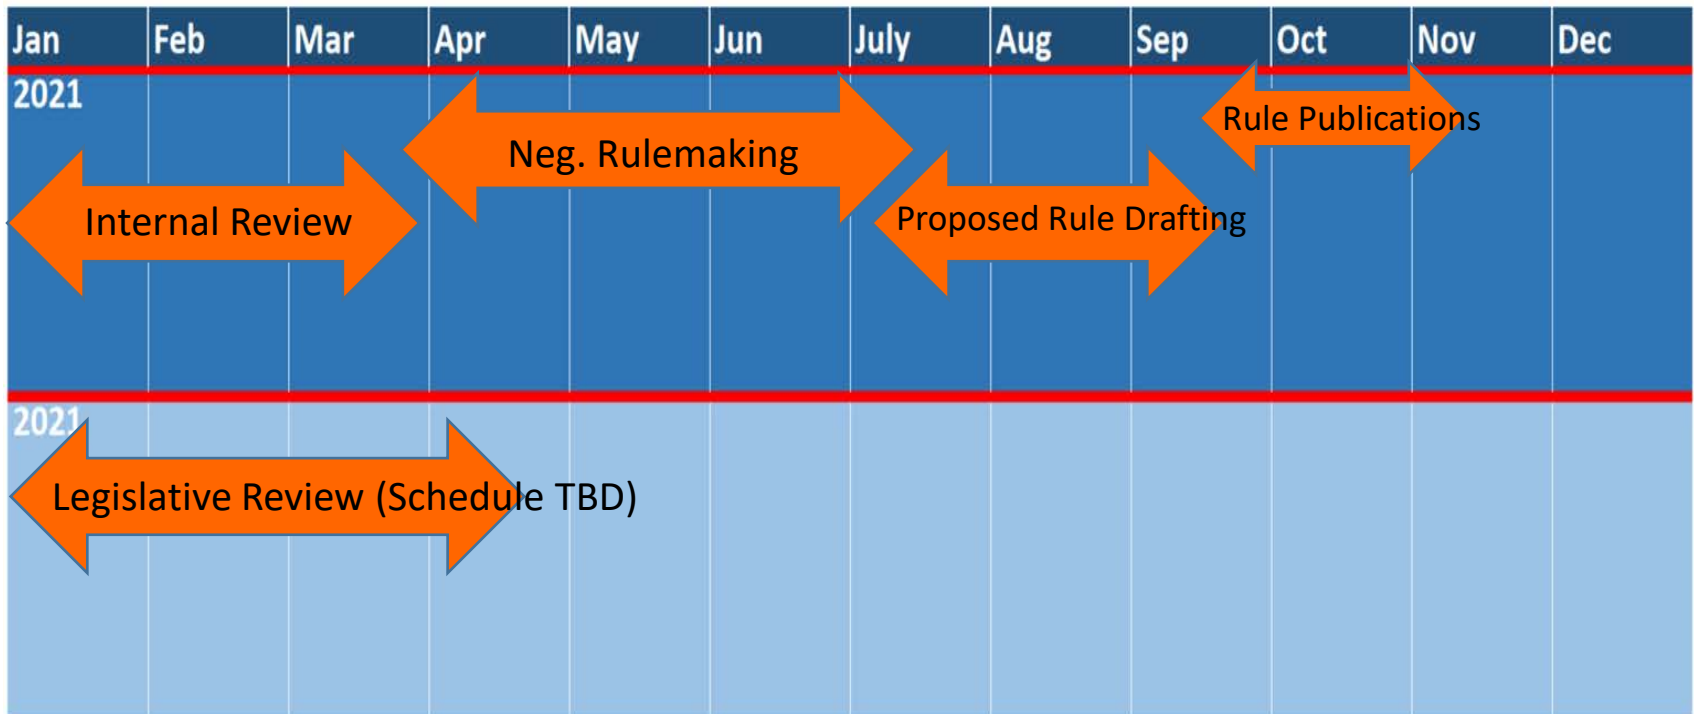 Jan Feb Mar Apr May Jun July Aug Sep Oct Nov Dec
2021
Rule Publications
Neg. Rulemaking
Internal Review
Proposed Rule Drafting
2021
Legislative Review (Schedule TBD)